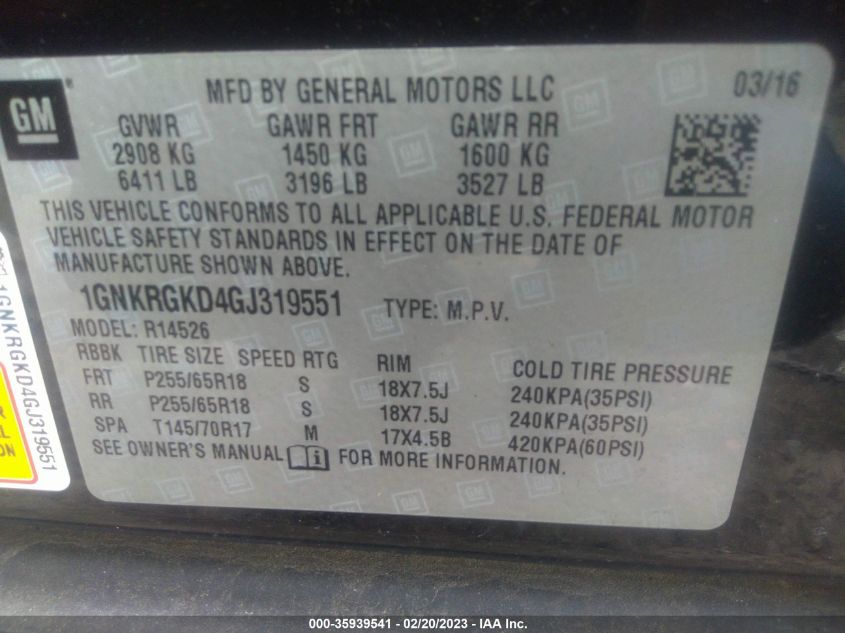 GM
MFD BY GENERAL MOTORS LLC 03/16
GVWR GAWR FRT GAWR RR
2908 KG 1450 KG 1600 KG
6411 LB 3196 LB 3527 LB
THIS VEHICLE CONFORMS TO ALL APPLICABLE U.S. FEDERAL MOTOR
VEHICLE SAFETY STANDARDS IN EFFECT ON THE DATE OF
MANUFACTURE SHOWN ABOVE.
1GNKRGKD4GJ319551 TYPE: M.P.V.
MODEL: R14526
RBBK TIRE SIZE SPEED RTG RIM COLD TIRE PRESSURE
FRT P255/65R18 S 18X7.5J 240KPA(35PSI)
RR P255/65R18 S 18X7.5J 240KPA(35PSI)
SPA T145/70R17 M 17X4.5B 420KPA(60PSI)
SEE OWNER'S MANUAL i FOR MORE INFORMATION.
1GNKRGKD4GJ319551
000-35939541 - 02/20/2023 - IAA Inc.